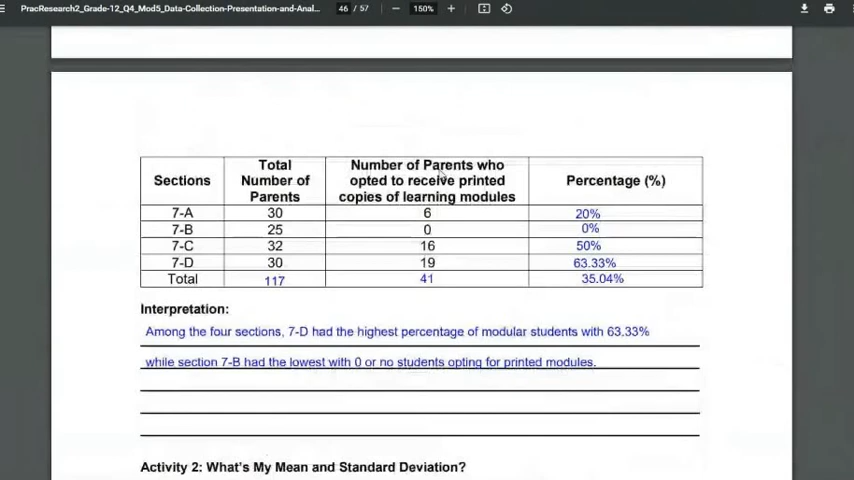 PracResearch2_Grade-12_Q4_Mod5_Data-Collection-Presentation-and-Anal... 46 / 57 150%
Sections Total Number of Parents Number of Parents who opted to receive printed copies of learning modules Percentage (%)
7-A 30 6 20%
7-B 25 0 0%
7-C 32 16 50%
7-D 30 19 63.33%
Total 117 41 35.04%
Interpretation:
Among the four sections, 7-D had the highest percentage of modular students with 63.33%
while section 7-B had the lowest with 0 or no students opting for printed modules.
Activity 2: What's My Mean and Standard Deviation?